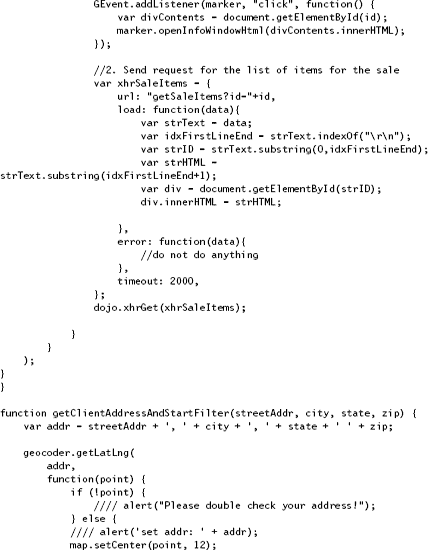 GEvent.addListener(marker, "click", function() {
var divContents = document.getElementById(id);
marker.openInfoWindowHtml(divContents.innerHTML);
});
//2. Send request for the list of items for the sale
var xhrSaleItems = {
url: "getSaleItems?id="+id,
load: function(data){
var strText = data;
var idxFirstLineEnd = strText.indexOf("\r\n");
var strID = strText.substring(0,idxFirstLineEnd);
var strHTML =
strText.substring(idxFirstLineEnd+1);
var div = document.getElementById(strID);
div.innerHTML = strHTML;
},
error: function(data){
//do not do anything
},
timeout: 2000,
};
dojo.xhrGet(xhrSaleItems);
}
}
);
}
}
function getClientAddressAndStartFilter(streetAddr, city, state, zip) {
var addr = streetAddr + ', ' + city + ', ' + state + ' ' + zip;
geocoder.getLatLng(
addr,
function(point) {
if (!point) {
//// alert("Please double check your address!");
} else {
//// alert('set addr: ' + addr);
map.setCenter(point, 12);